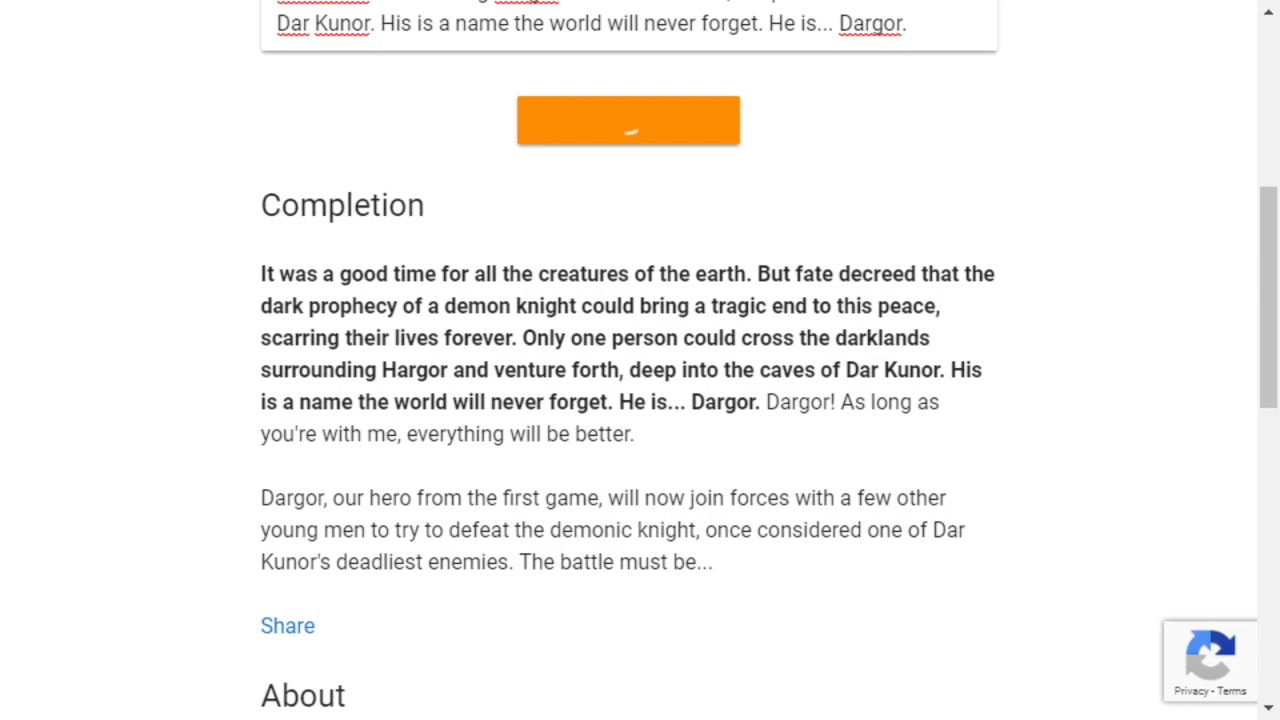 Dar Kunor. His is a name the world will never forget. He is... Dargor.
Completion
It was a good time for all the creatures of the earth. But fate decreed that the
dark prophecy of a demon knight could bring a tragic end to this peace,
scarring their lives forever. Only one person could cross the darklands
surrounding Hargor and venture forth, deep into the caves of Dar Kunor. His
is a name the world will never forget. He is... Dargor. Dargor! As long as
you're with me, everything will be better.
Dargor, our hero from the first game, will now join forces with a few other
young men to try to defeat the demonic knight, once considered one of Dar
Kunor's deadliest enemies. The battle must be...
Share
About
Privacy - Terms